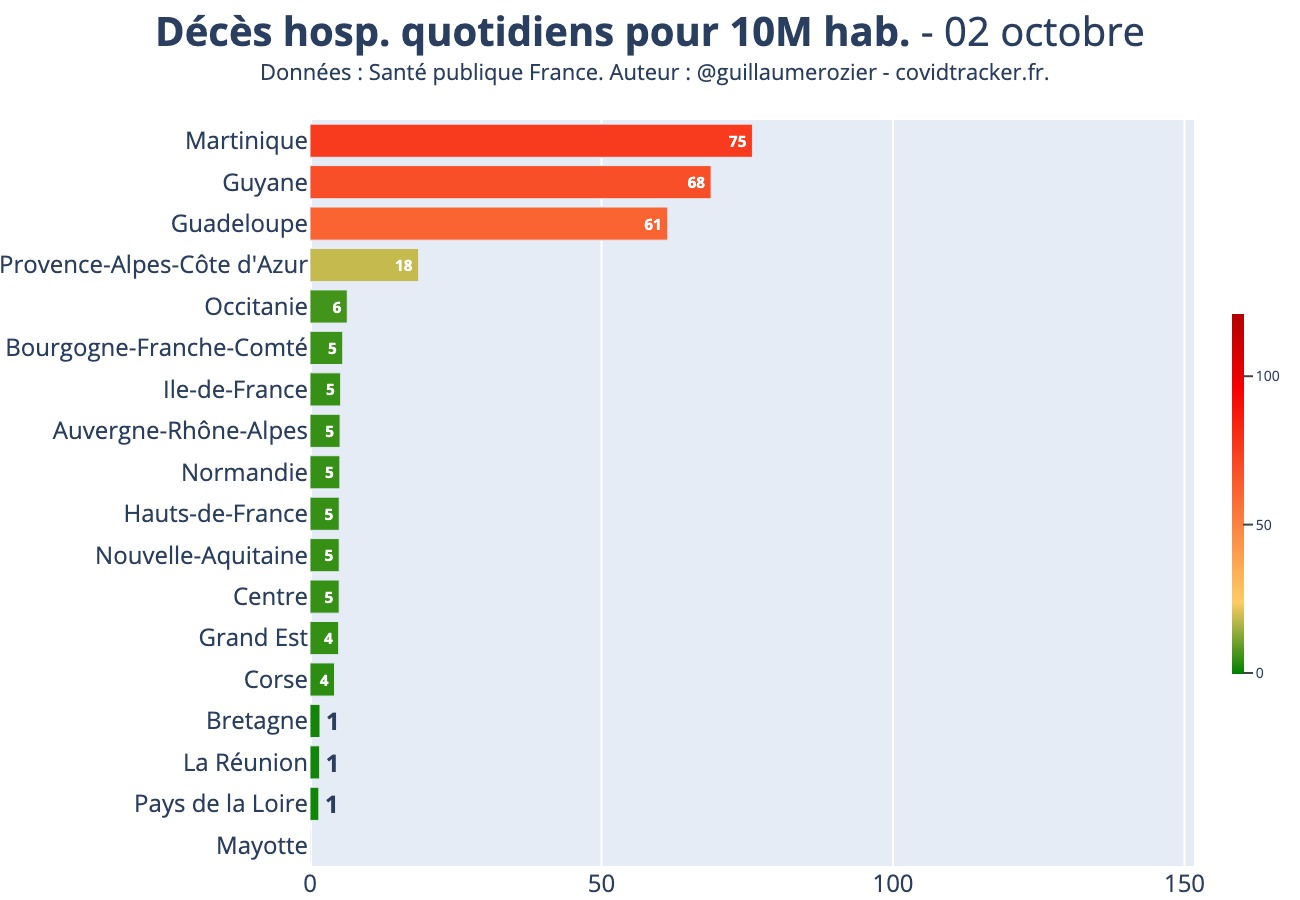 Décès hosp. quotidiens pour 10M hab. - 02 octobre
Données : Santé publique France. Auteur : @guillaumerozier - covidtracker.fr.
Martinique 75
Guyane 68
Guadeloupe 61
Provence-Alpes-Côte d'Azur 18
Occitanie 6
Bourgogne-Franche-Comté 5
Ile-de-France 5
Auvergne-Rhône-Alpes 5
Normandie 5
Hauts-de-France 5
Nouvelle-Aquitaine 5
Centre 5
Grand Est 4
Corse 4
Bretagne 1
La Réunion 1
Pays de la Loire 1
Mayotte
0 50 100 150
100
50
0